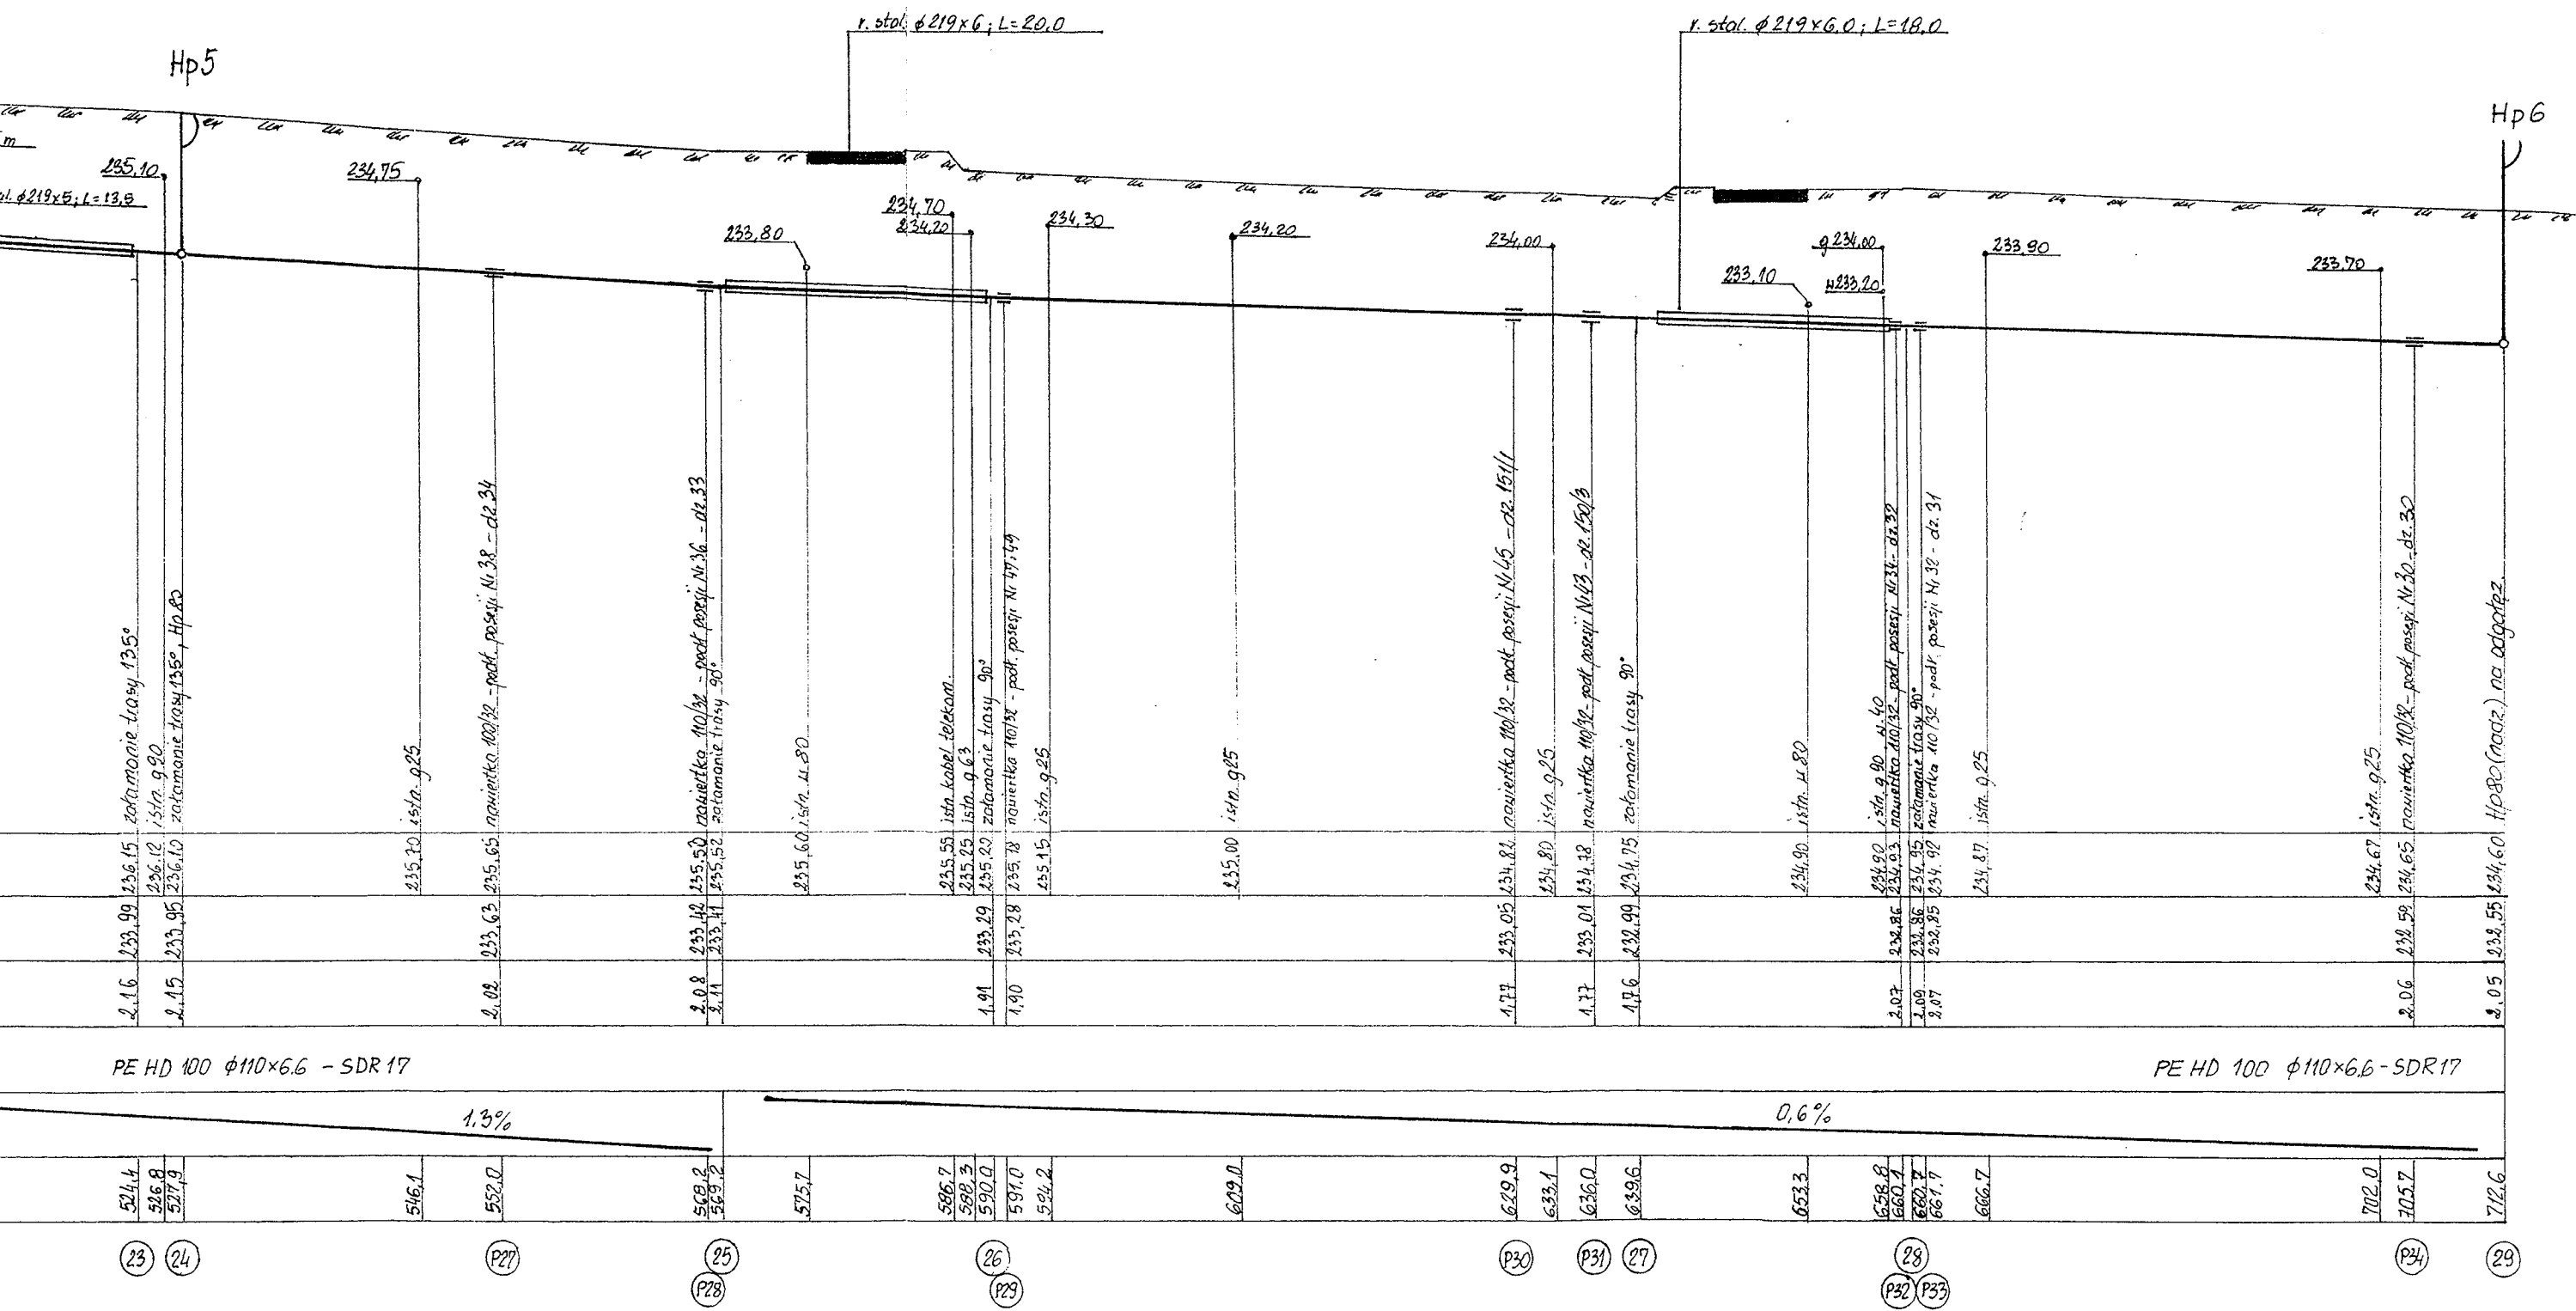 r. stal. ϕ219×6; L=20,0
r. stal. ϕ219×6,0; L=18,0
Hp5
Hp6
m
235,10
234,75
ϕ219×5; L=13,5
233,80
234,70
234,20
234,30
234,20
234,00
g 234,00
w 233,20
233,10
233,90
233,70
załamanie trasy 135°
istn. g90
załamanie trasy 135°, Hp80
istn. g25
nawiertka 100/32 - podł. posesji Nr 38 - dz. 34
nawiertka 110/32 - podł. posesji Nr 36 - dz. 33
załamanie trasy 90°
istn. w.80
istn. kabel telekom.
istn. g 63
załamanie trasy 90°
nawiertka 110/32 - podł. posesji Nr 47, 49
istn. g25
istn. g25
nawiertka 110/32 - podł. posesji Nr 45 - dz. 151/1
istn. g25
nawiertka 110/32 - podł. posesji Nr 43 - dz. 150/3
załamanie trasy 90°
istn. w 80
istn. g 90, w. 40
nawiertka 110/32 - podł. posesji Nr 34 - dz. 32
załamanie trasy 90°
nawiertka 110/32 - podł. posesji Nr 32 - dz. 31
istn. g25
istn. g25
nawiertka 110/32 - podł. posesji Nr 30 - dz. 30
Hp80 (nadz.) na odgałęz.
236,15 236,12 236,10 235,70 235,65 235,50 235,52 235,60 235,55 235,25 235,20 235,18 235,15 235,00 234,82 234,80 234,78 234,75 234,90 234,90 234,93 234,95 234,92 234,87 234,67 234,65 234,60
233,99 233,95 233,63 233,42 233,41 233,29 233,28 233,05 233,01 232,99 232,86 232,86 232,85 232,59 232,55
2,16 2,15 2,02 2,08 2,11 1,91 1,90 1,77 1,77 1,76 2,07 2,09 2,07 2,06 2,05
PE HD 100 ϕ110×6.6 - SDR 17
PE HD 100 ϕ110×6,6 - SDR 17
1,3%
0,6%
524,4 526,8 527,9 546,1 552,0 568,2 569,2 575,7 586,7 588,3 590,0 591.0 594,2 609,0 629,9 633,1 636,0 639,6 653,3 658,8 660,1 660,7 661,7 666,7 702,0 705,7 712,6
23 24 P27 25 26 P30 P31 27 28 P34 29
P28 P29 P32 P33